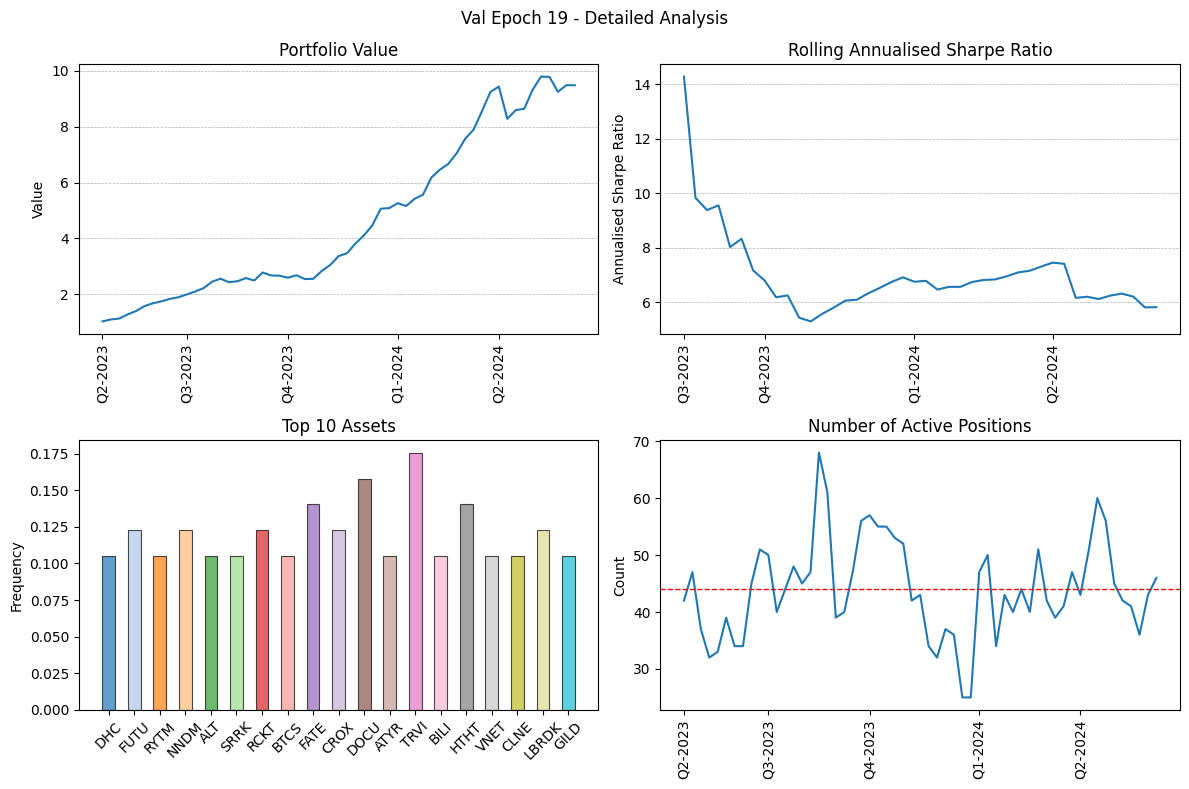 Val Epoch 19 - Detailed Analysis
Portfolio Value
Value
10
8
6
4
2
Q2-2023
Q3-2023
Q4-2023
Q1-2024
Q2-2024
Rolling Annualised Sharpe Ratio
Annualised Sharpe Ratio
14
12
10
8
6
Q3-2023
Q4-2023
Q1-2024
Q2-2024
Top 10 Assets
Frequency
0.175
0.150
0.125
0.100
0.075
0.050
0.025
0.000
DHC
FUTU
RYTM
NNDM
ALT
SRRK
RCKT
BTCS
FATE
CROX
DOCU
ATYR
TRVI
BILI
HTHT
VNET
CLNE
LBRDK
GILD
Number of Active Positions
Count
70
60
50
40
30
Q2-2023
Q3-2023
Q4-2023
Q1-2024
Q2-2024